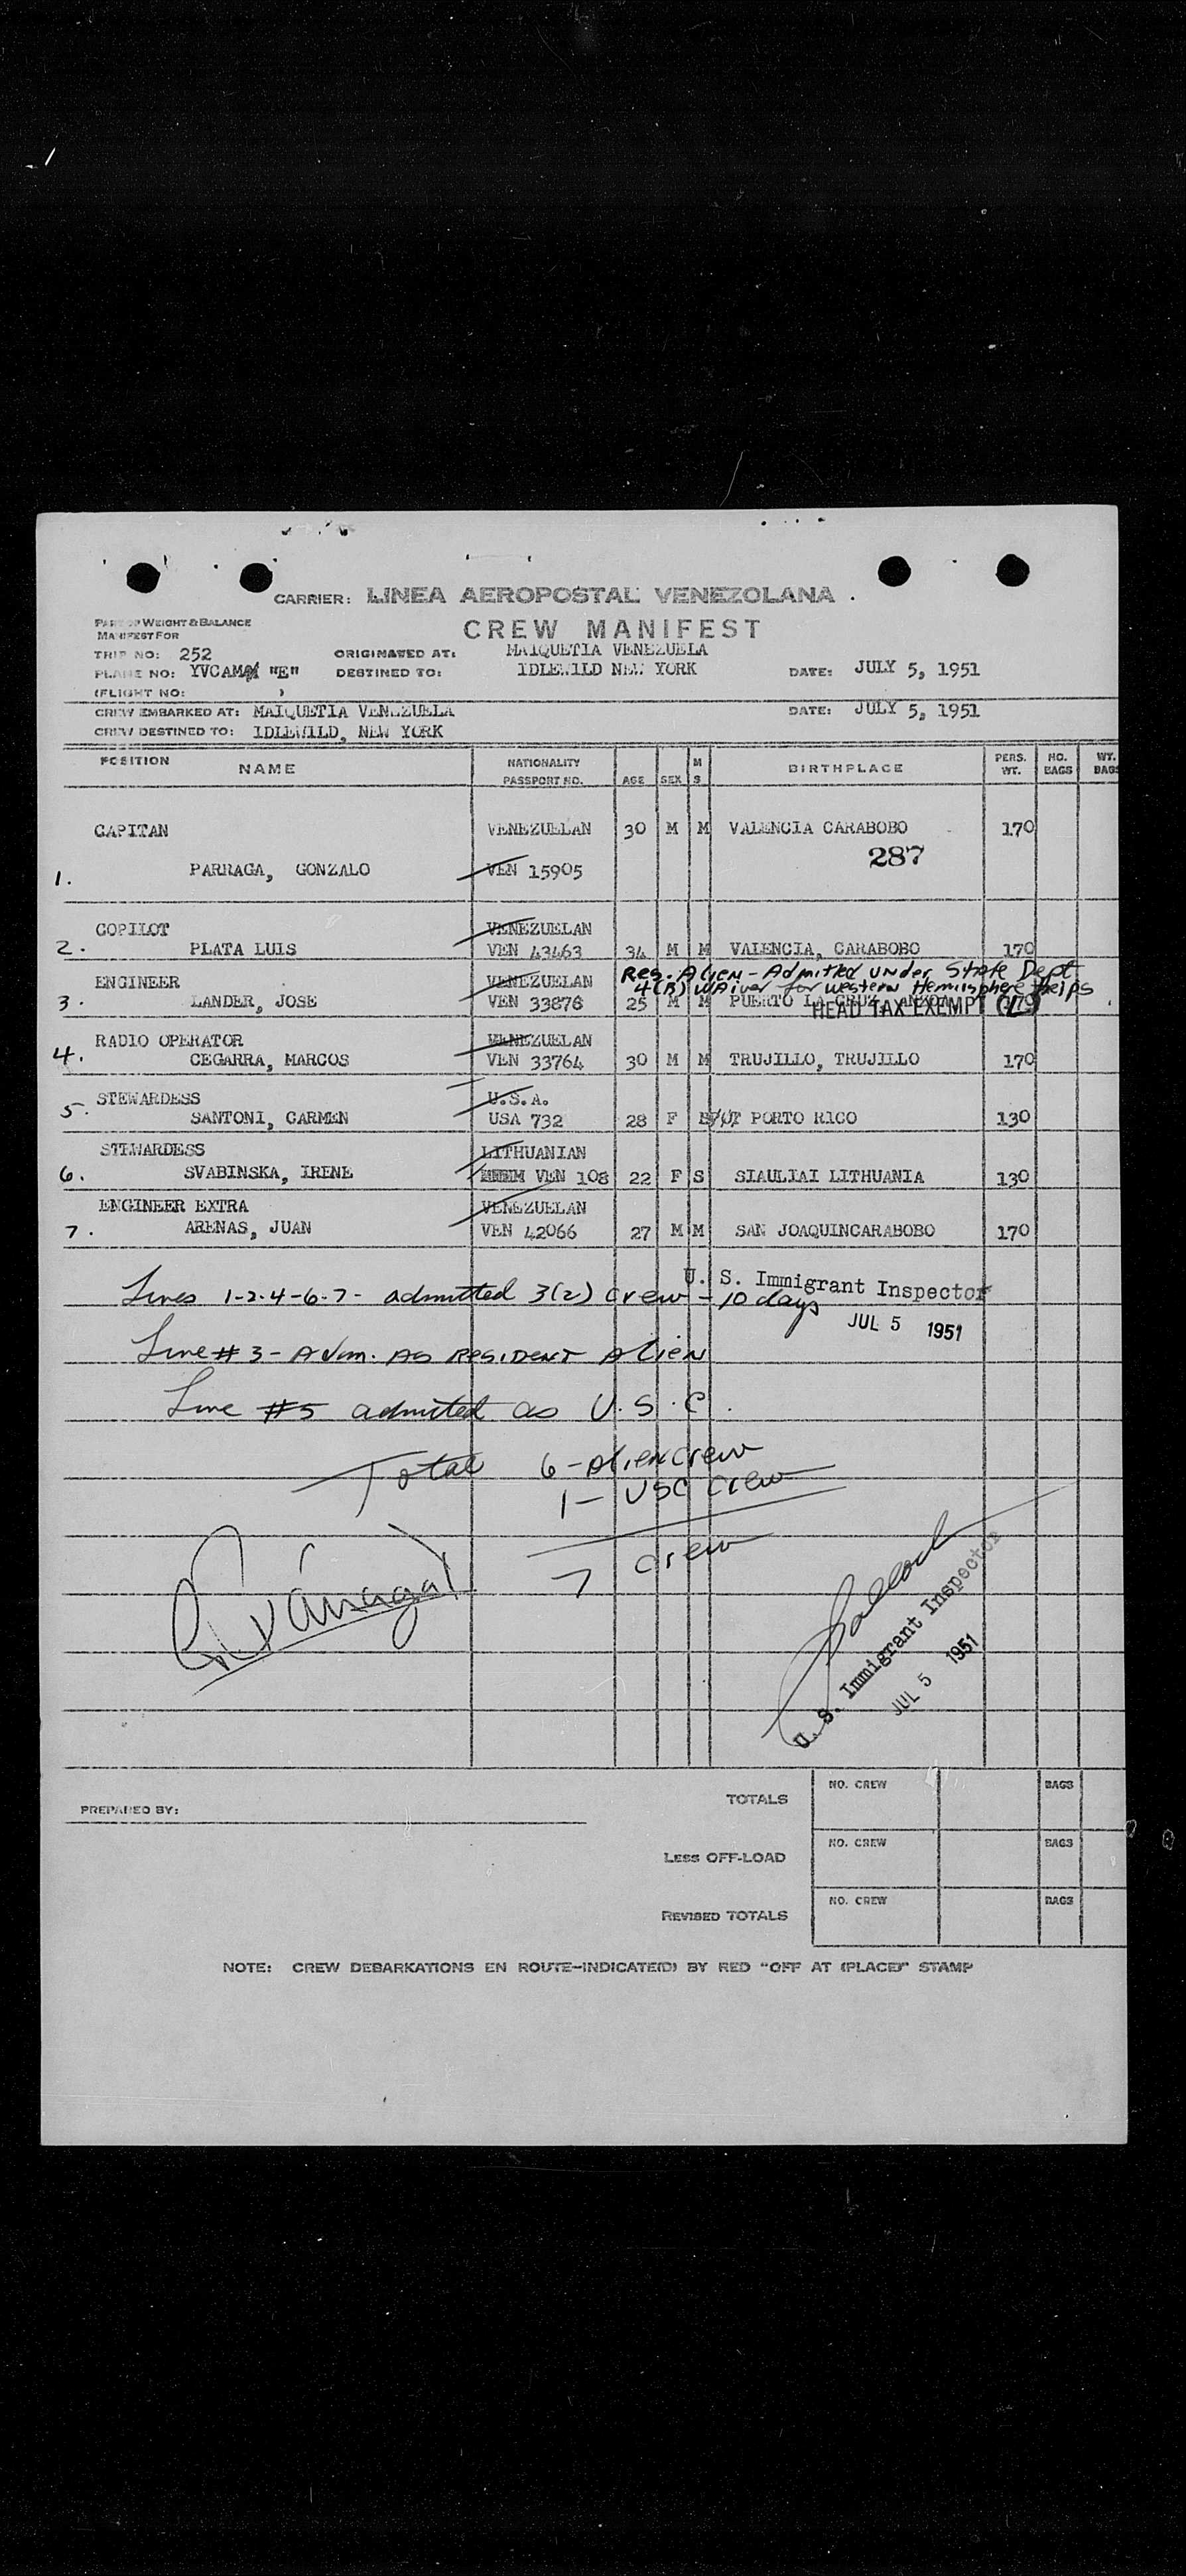 CARRIER: LINEA AEROPOSTAL VENEZOLANA .
PART OF WEIGHT & BALANCE
MANIFEST FOR
CREW MANIFEST
TRIP NO: 252 ORIGINATED AT: MAIQUETIA VENEZUELA
PLANE NO: YVCAM "E" DESTINED TO: IDLEWILD NEW YORK DATE: JULY 5, 1951
(FLIGHT NO: )
CREW EMBARKED AT: MAIQUETIA VENEZUELA DATE: JULY 5, 1951
CREW DESTINED TO: IDLEWILD, NEW YORK
POSITION NAME NATIONALITY PASSPORT NO. AGE SEX M S BIRTHPLACE PERS. WT. NO. BAGS WT. BAGS
CAPITAN VENEZUELAN 30 M M VALENCIA CARABOBO 170
287
1. PARRAGA, GONZALO VEN 15905
COPILOT VENEZUELAN
2. PLATA LUIS VEN 43463 34 M M VALENCIA, CARABOBO 170
Res. Alien - Admitted under State Dept
ENGINEER VENEZUELAN
4(B) waiver for western Hemisphere
3. LANDER, JOSE VEN 33878 25 M M PUERTO LA CRUZ,
HEAD TAX EXEMPT
RADIO OPERATOR VENEZUELAN
4. CEGARRA, MARCOS VEN 33764 30 M M TRUJILLO, TRUJILLO 170
STEWARDESS U.S.A.
5. SANTONI, CARMEN USA 732 28 F PORTO RICO 130
STEWARDESS LITHUANIAN
6. SVABINSKA, IRENE VEN 108 22 F S SIAULIAI LITHUANIA 130
ENGINEER EXTRA VENEZUELAN
7. ARENAS, JUAN VEN 42066 27 M M SAN JOAQUINCARABOBO 170
U. S. Immigrant Inspector
Lines 1-2-4-6-7- admitted 3(2) crew - 10 days
JUL 5 1951
Line # 3 - Adm. AS RESIDENT Alien
Line #5 admitted as U.S.C.
Total 6 - Alien crew
1 - USC crew
7 crew
U. S. Immigrant Inspector
JUL 5 1951
PREPARED BY:
TOTALS NO. CREW BAGS
LESS OFF-LOAD NO. CREW BAGS
REVISED TOTALS NO. CREW BAGS
NOTE: CREW DEBARKATIONS EN ROUTE-INDICATE(D) BY RED "OFF AT (PLACE)" STAMP